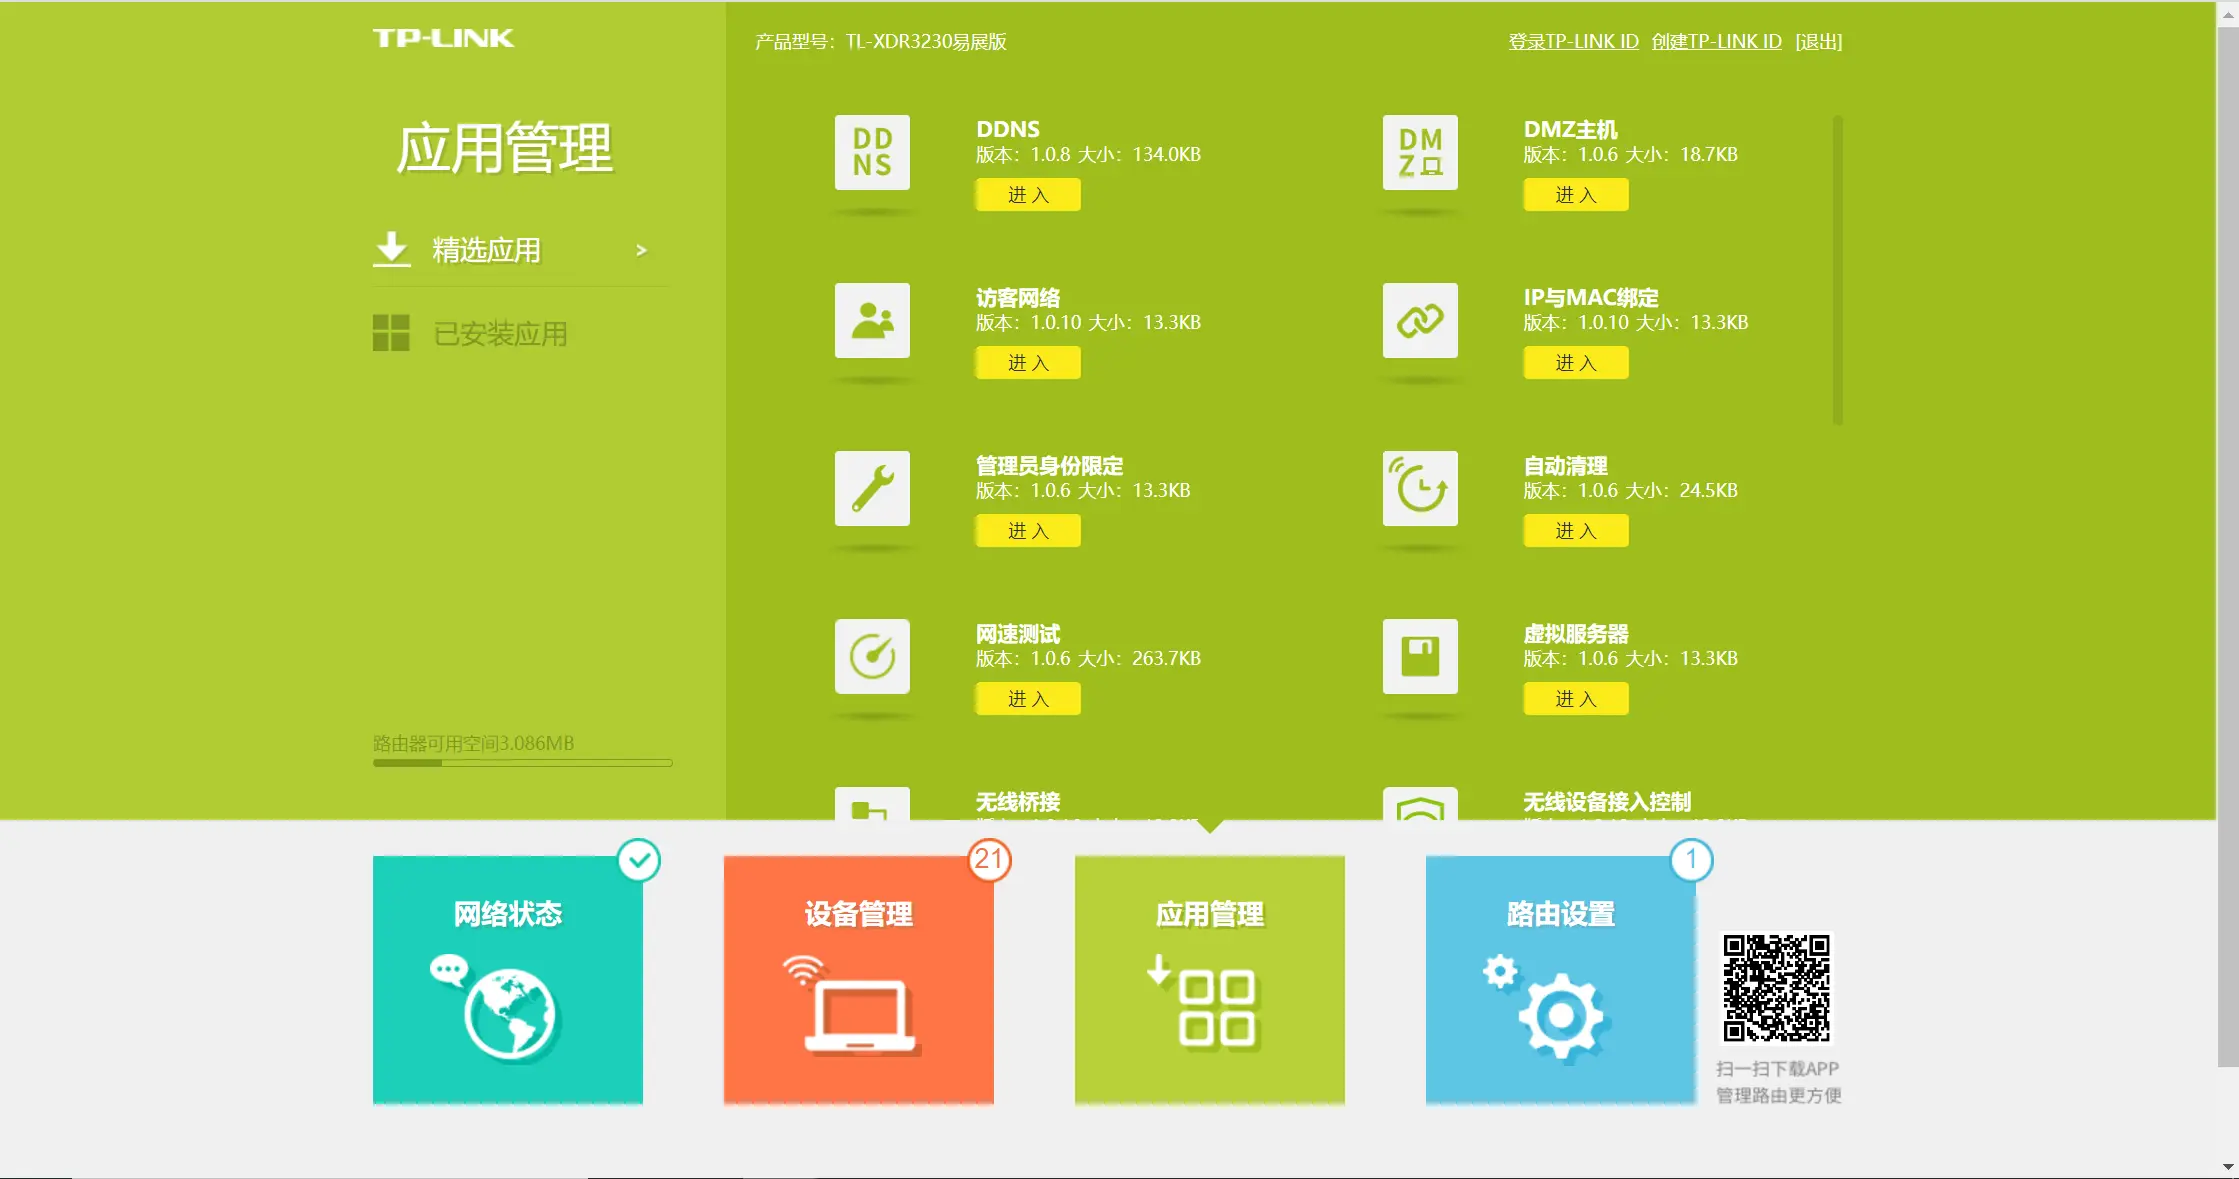 TP-LINK
产品型号：TL-XDR3230易展版
登录TP-LINK ID 创建TP-LINK ID [退出]
应用管理
精选应用 >
已安装应用
路由器可用空间3.086MB
DD
NS
DDNS
版本：1.0.8 大小：134.0KB
进 入
DM
Z
DMZ主机
版本：1.0.6 大小：18.7KB
进 入
访客网络
版本：1.0.10 大小：13.3KB
进 入
IP与MAC绑定
版本：1.0.10 大小：13.3KB
进 入
管理员身份限定
版本：1.0.6 大小：13.3KB
进 入
自动清理
版本：1.0.6 大小：24.5KB
进 入
网速测试
版本：1.0.6 大小：263.7KB
进 入
虚拟服务器
版本：1.0.6 大小：13.3KB
进 入
无线桥接
无线设备接入控制
网络状态
21
设备管理
应用管理
1
路由设置
扫一扫下载APP
管理路由更方便